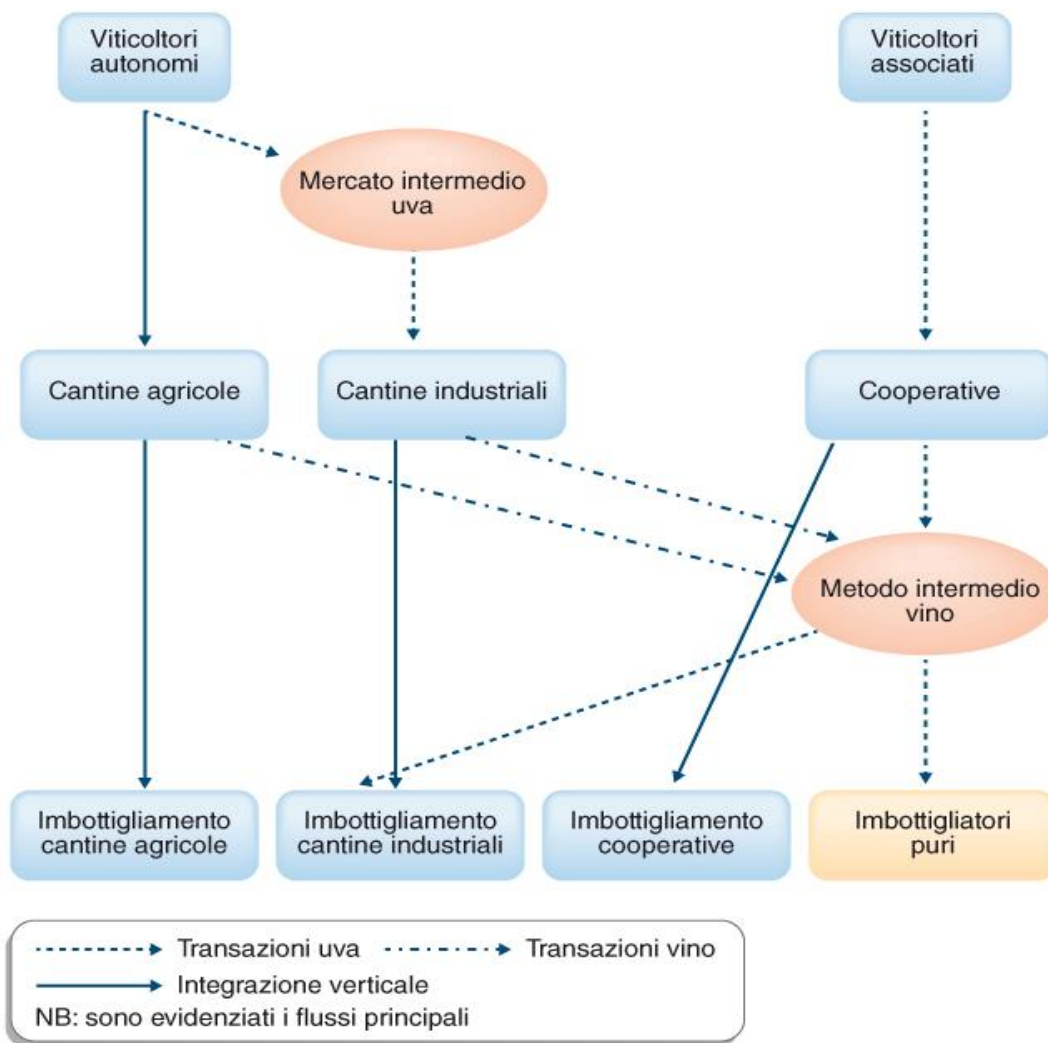 Viticoltori
autonomi
Viticoltori
associati
Mercato intermedio
uva
Cantine agricole
Cantine industriali
Cooperative
Metodo intermedio
vino
Imbottigliamento
cantine agricole
Imbottigliamento
cantine industriali
Imbottigliamento
cooperative
Imbottigliatori
puri
Transazioni uva
Transazioni vino
Integrazione verticale
NB: sono evidenziati i flussi principali